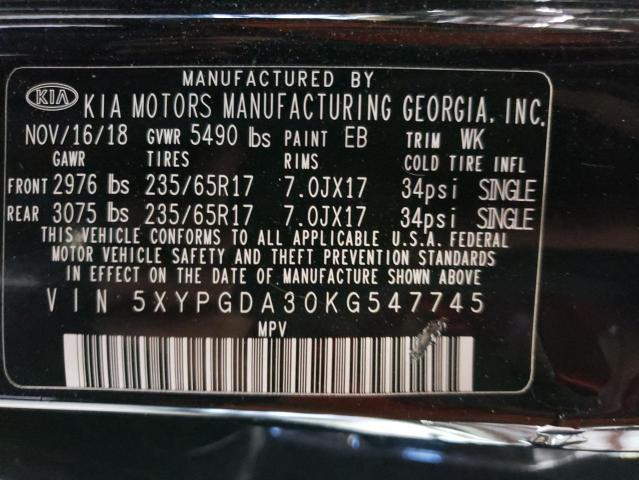 MANUFACTURED BY
KIA KIA MOTORS MANUFACTURING GEORGIA, INC.
NOV/16/18 GVWR 5490 lbs PAINT EB TRIM WK
GAWR TIRES RIMS COLD TIRE INFL
FRONT 2976 lbs 235/65R17 7.0JX17 34psi SINGLE
REAR 3075 lbs 235/65R17 7.0JX17 34psi SINGLE
THIS VEHICLE CONFORMS TO ALL APPLICABLE U.S.A. FEDERAL
MOTOR VEHICLE SAFETY AND THEFT PREVENTION STANDARDS
IN EFFECT ON THE DATE OF MANUFACTURE SHOWN ABOVE.
VIN 5XYPGDA30KG547745
MPV